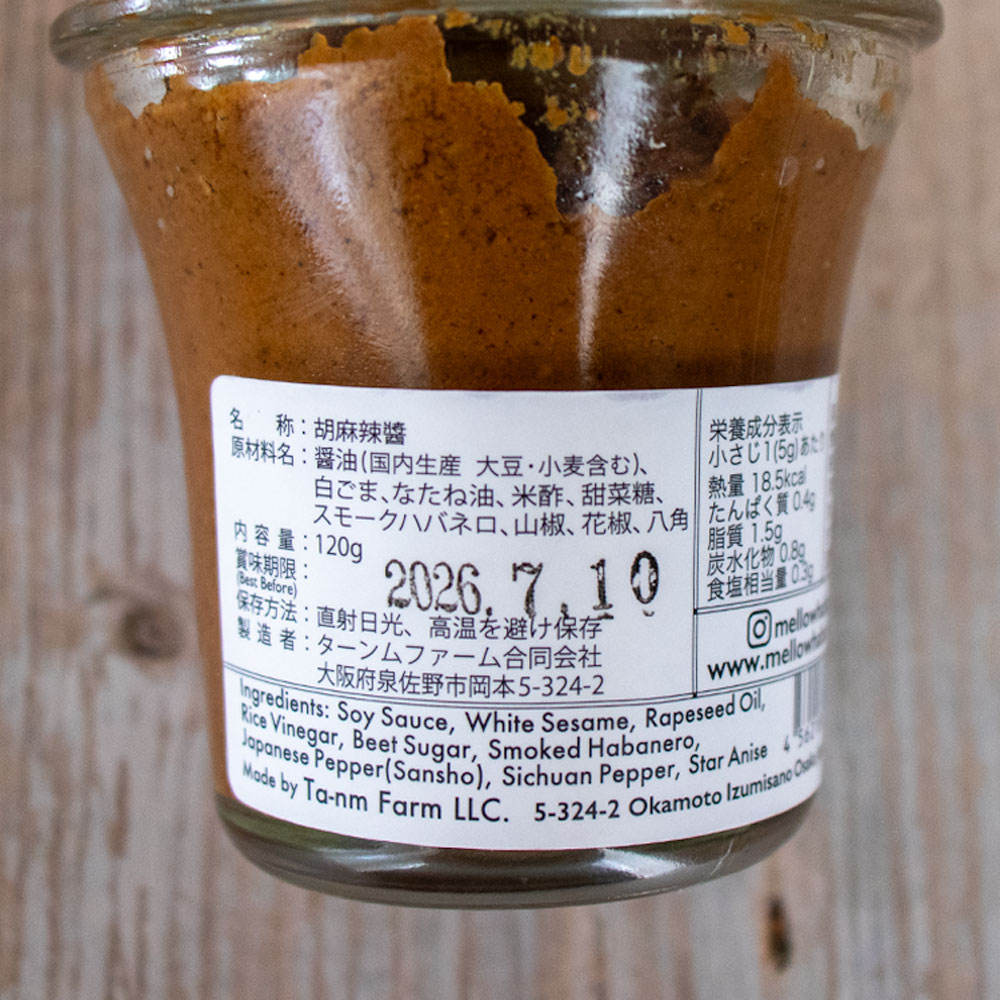 名称：胡麻辣醬
原材料名：醤油(国内生産 大豆・小麦含む)、
白ごま、なたね油、米酢、甜菜糖、
スモークハバネロ、山椒、花椒、八角
内容量：120g
賞味期限：
(Best Before)
2026.7.10
保存方法：直射日光、高温を避け保存
製造者：ターンムファーム合同会社
大阪府泉佐野市岡本5-324-2
栄養成分表示
小さじ1(5g)あたり
熱量 18.5kcal
たんぱく質 0.4g
脂質 1.5g
炭水化物 0.8g
食塩相当量 0.3g
Ingredients: Soy Sauce, White Sesame, Rapeseed Oil,
Rice Vinegar, Beet Sugar, Smoked Habanero,
Japanese Pepper(Sansho), Sichuan Pepper, Star Anise
Made by Ta-nm Farm LLC. 5-324-2 Okamoto Izumisano Osaka